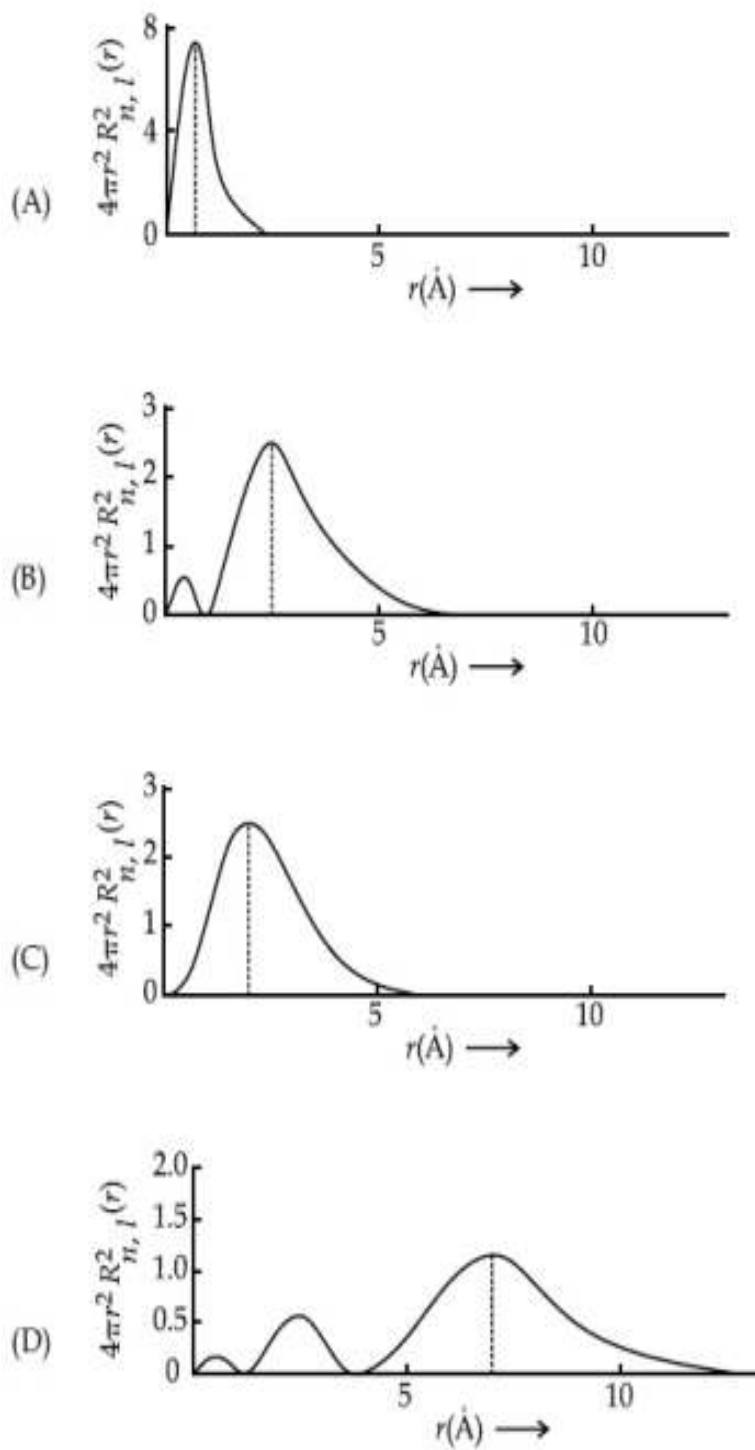 (A)
4πr² R²ₙ, ₗ(r)
8
4
0
5
10
r(Å) ⟶
(B)
4πr² R²ₙ, ₗ(r)
3
2
1
0
5
10
r(Å) ⟶
(C)
4πr² R²ₙ, ₗ(r)
3
2
1
0
5
10
r(Å) ⟶
(D)
4πr² R²ₙ, ₗ(r)
2.0
1.5
1.0
0.5
0
5
10
r(Å) ⟶